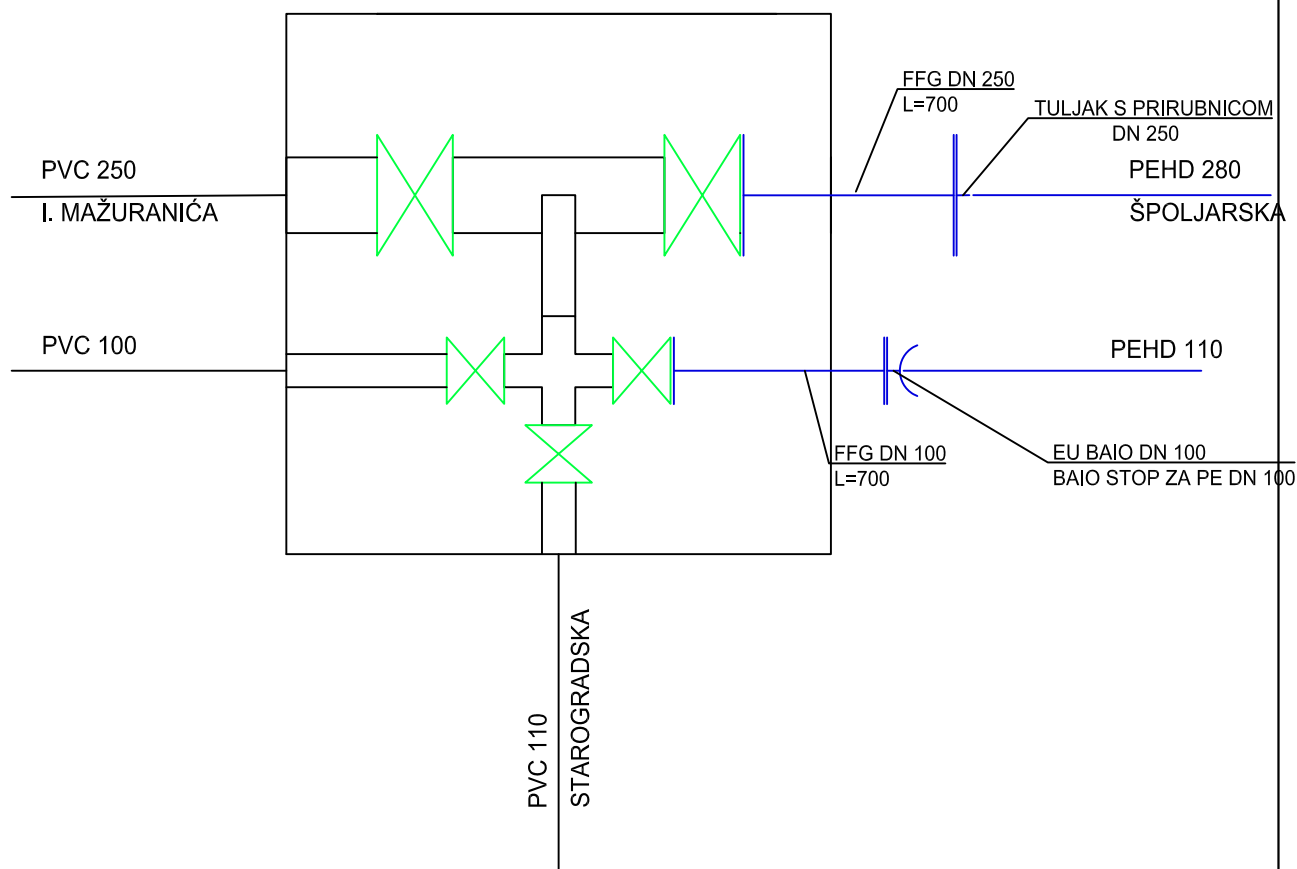 FFG DN 250
L=700
TULJAK S PRIRUBNICOM
DN 250
PVC 250
I. MAŽURANIĆA
PEHD 280
ŠPOLJARSKA
PVC 100
PEHD 110
FFG DN 100
L=700
EU BAIO DN 100
BAIO STOP ZA PE DN 100
PVC 110
STAROGRADSKA